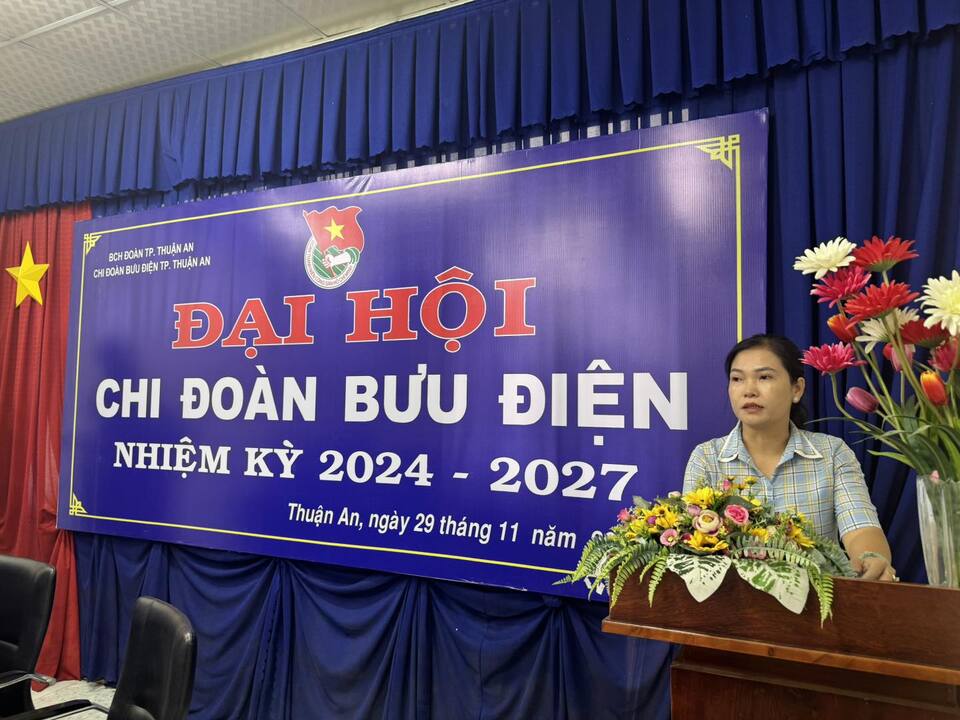 BCH ĐOÀN TP. THUẬN AN
CHI ĐOÀN BƯU ĐIỆN TP. THUẬN AN
ĐẠI HỘI
CHI ĐOÀN BƯU ĐIỆN
NHIỆM KỲ 2024 - 2027
Thuận An, ngày 29 tháng 11 năm